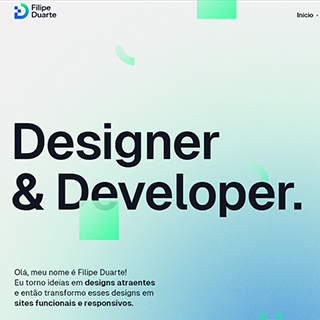 Filipe
Duarte
Início
Designer
& Developer.
Olá, meu nome é Filipe Duarte!
Eu torno ideias em designs atraentes
e então transformo esses designs em
sites funcionais e responsivos.